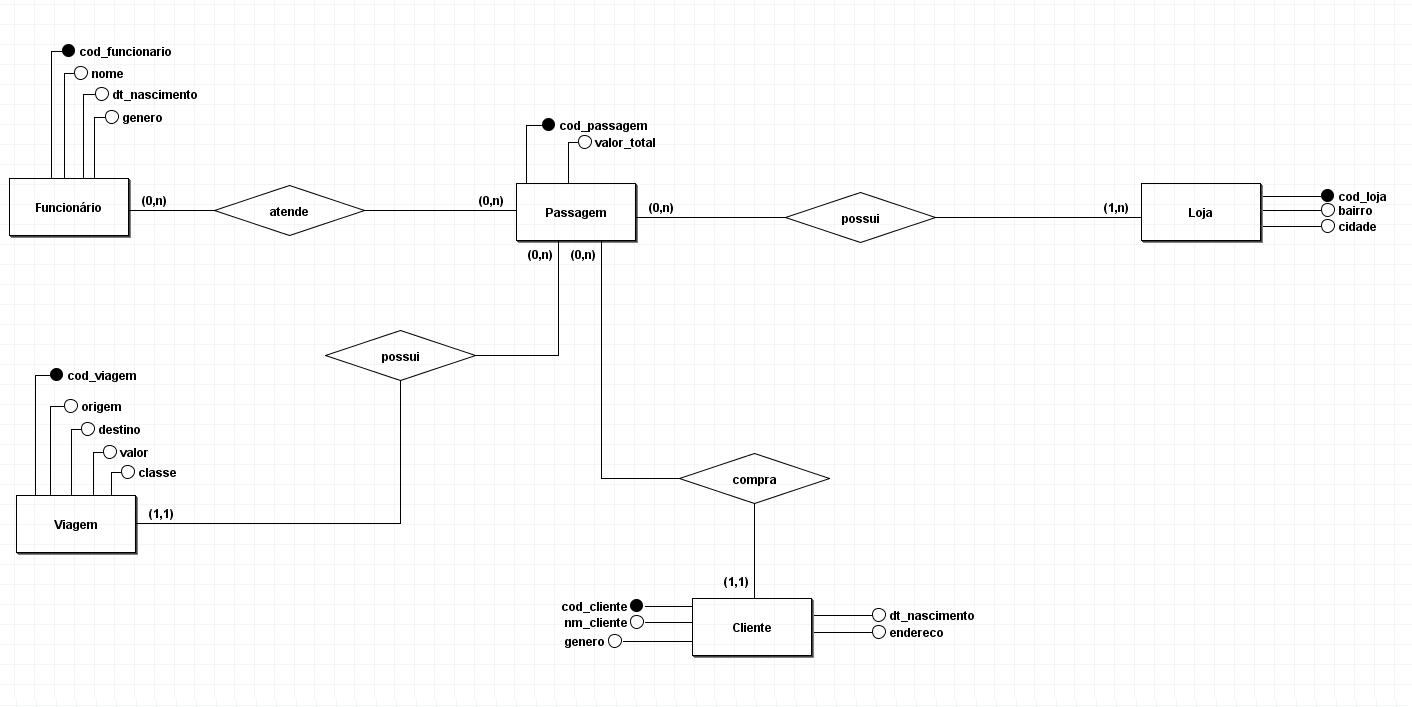 cod_funcionario
nome
dt_nascimento
genero
Funcionário
(0,n)
atende
(0,n)
cod_passagem
valor_total
Passagem
(0,n)
possui
(1,n)
Loja
cod_loja
bairro
cidade
(0,n)
(0,n)
possui
cod_viagem
origem
destino
valor
classe
Viagem
(1,1)
compra
(1,1)
cod_cliente
nm_cliente
genero
Cliente
dt_nascimento
endereco